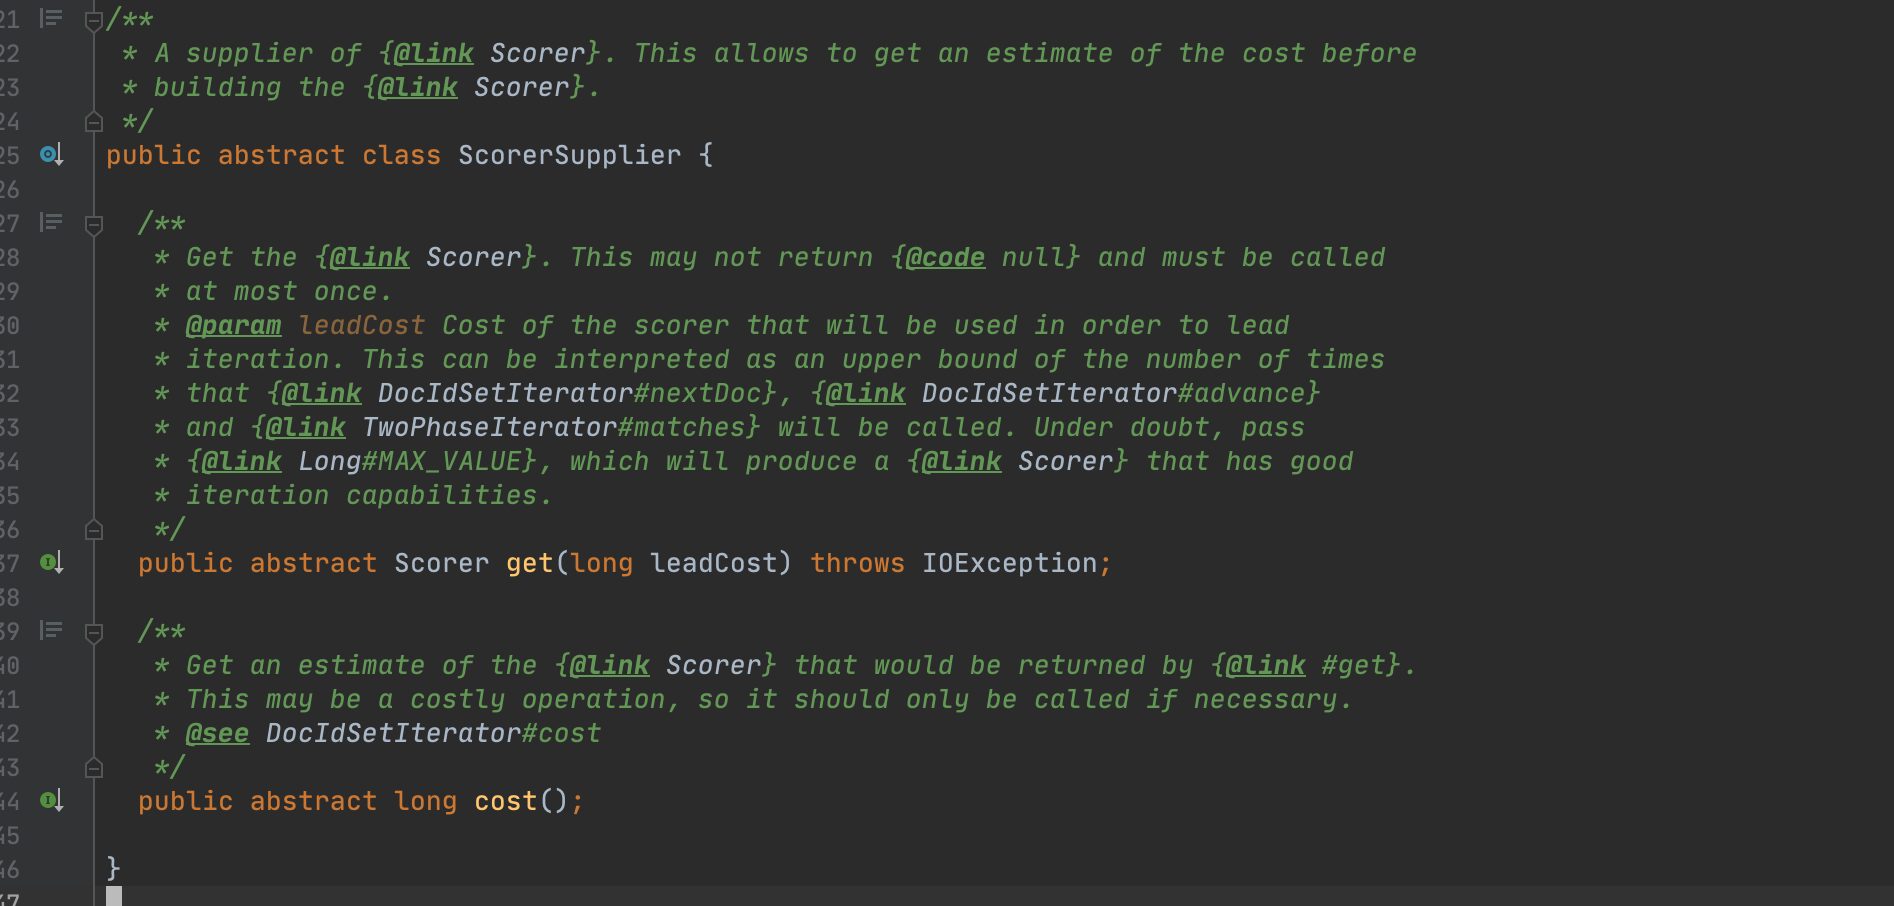 21 /**
22 * A supplier of {@link Scorer}. This allows to get an estimate of the cost before
23 * building the {@link Scorer}.
24 */
25 public abstract class ScorerSupplier {
26
27 /**
28 * Get the {@link Scorer}. This may not return {@code null} and must be called
29 * at most once.
30 * @param leadCost Cost of the scorer that will be used in order to lead
31 * iteration. This can be interpreted as an upper bound of the number of times
32 * that {@link DocIdSetIterator#nextDoc}, {@link DocIdSetIterator#advance}
33 * and {@link TwoPhaseIterator#matches} will be called. Under doubt, pass
34 * {@link Long#MAX_VALUE}, which will produce a {@link Scorer} that has good
35 * iteration capabilities.
36 */
37 public abstract Scorer get(long leadCost) throws IOException;
38
39 /**
40 * Get an estimate of the {@link Scorer} that would be returned by {@link #get}.
41 * This may be a costly operation, so it should only be called if necessary.
42 * @see DocIdSetIterator#cost
43 */
44 public abstract long cost();
45
46 }
47